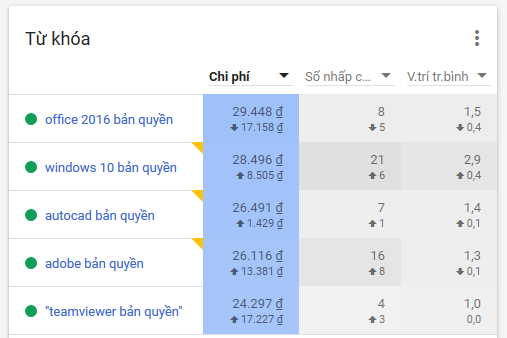 Từ khóa
Chi phí Số nhấp c... V.trí tr.bình
office 2016 bản quyền 29.448 ₫ 8 1,5
17.158 ₫ 5 0,4
windows 10 bản quyền 28.496 ₫ 21 2,9
8.505 ₫ 6 0,4
autocad bản quyền 26.491 ₫ 7 1,4
1.429 ₫ 1 0,1
adobe bản quyền 26.116 ₫ 16 1,3
13.381 ₫ 8 0,1
"teamviewer bản quyền" 24.297 ₫ 4 1,0
17.227 ₫ 3 0,0